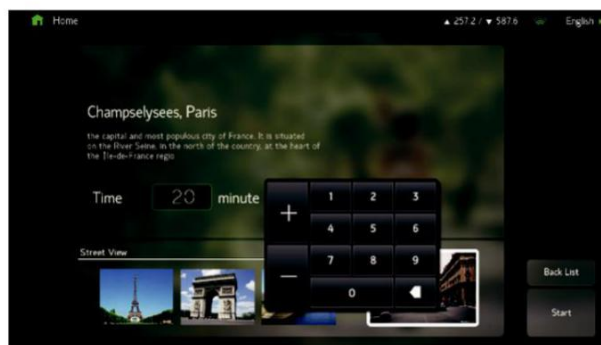 Home
▲ 257.2 / ▼ 587.6
English
Champselysees, Paris
the capital and most populous city of France. It is situated
on the River Seine, in the north of the country, at the heart of
the Île-de-France regio
Time 20 minute
+ 1 2 3
4 5 6
− 7 8 9
0
Street View
Back List
Start